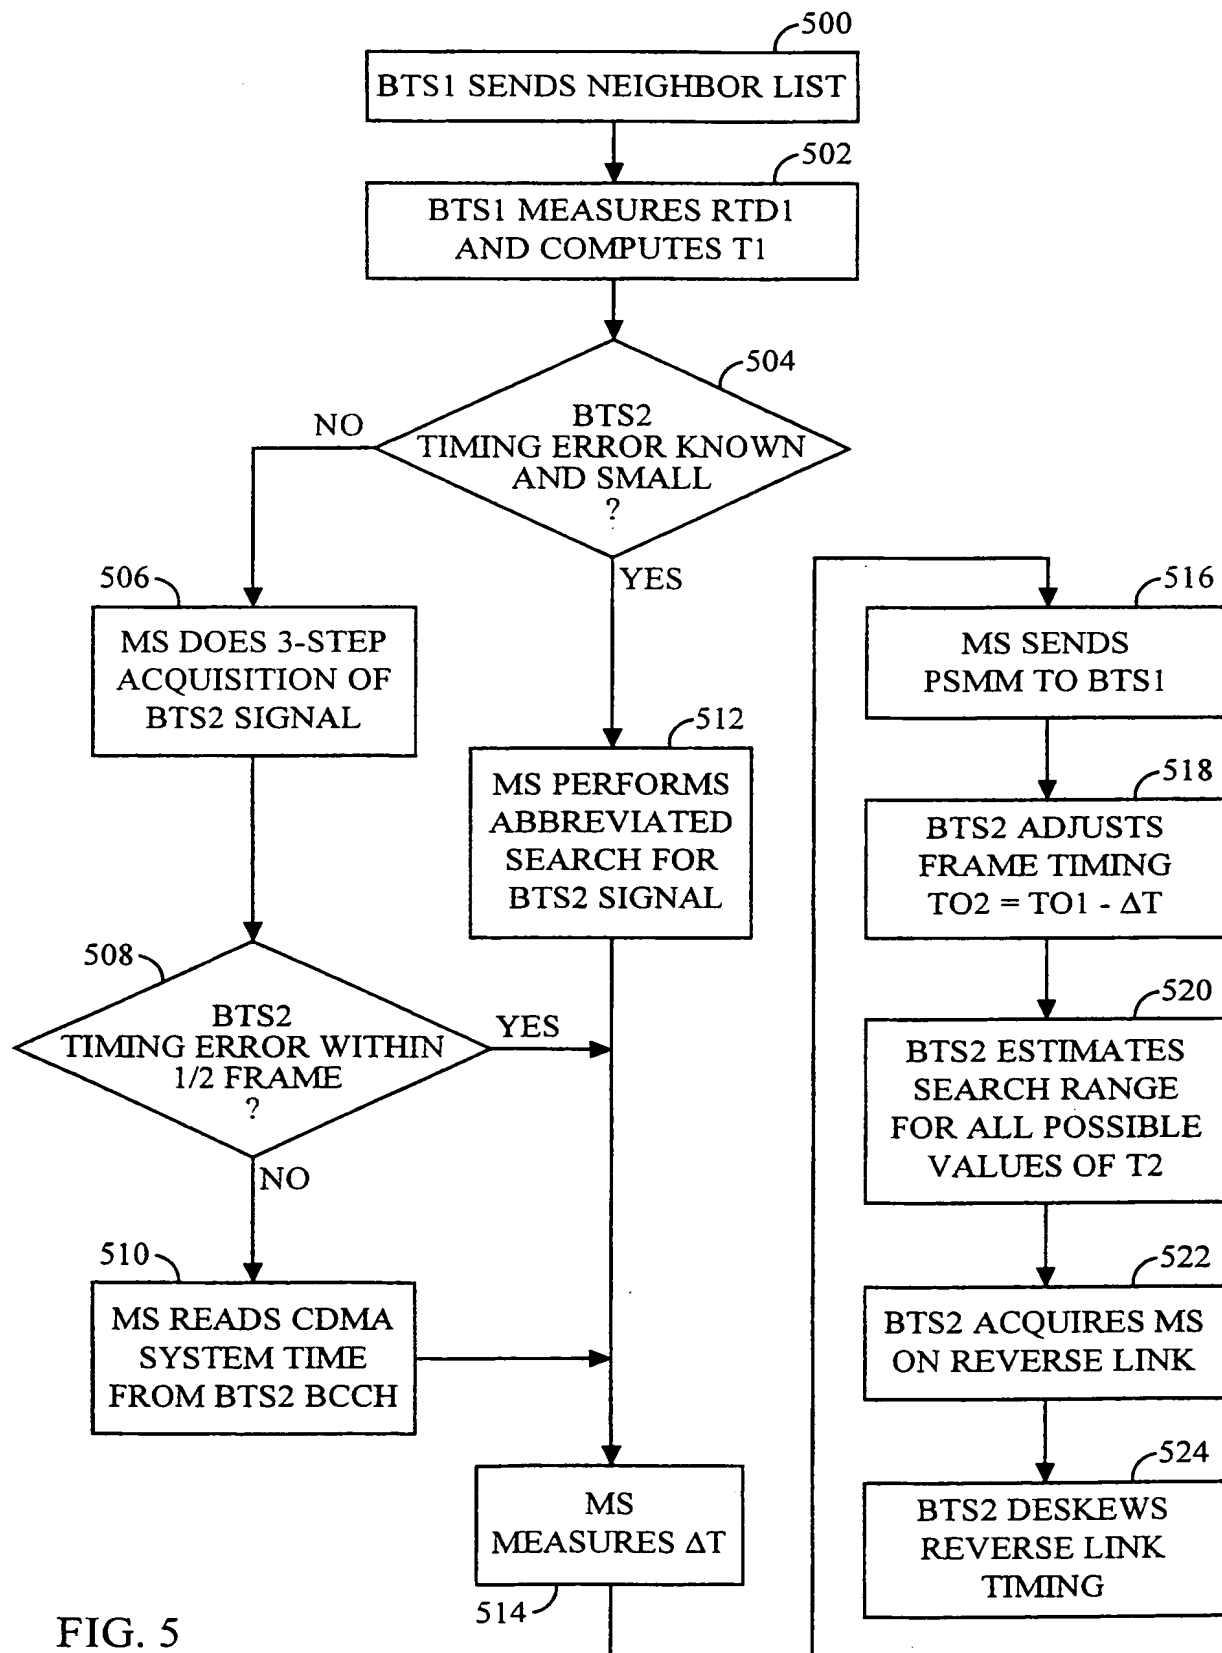 500
BTS1 SENDS NEIGHBOR LIST
502
BTS1 MEASURES RTD1
AND COMPUTES T1
504
BTS2
TIMING ERROR KNOWN
AND SMALL
?
NO
YES
506
MS DOES 3-STEP
ACQUISITION OF
BTS2 SIGNAL
512
MS PERFORMS
ABBREVIATED
SEARCH FOR
BTS2 SIGNAL
508
BTS2
TIMING ERROR WITHIN
1/2 FRAME
?
YES
NO
510
MS READS CDMA
SYSTEM TIME
FROM BTS2 BCCH
MS
MEASURES ΔT
514
516
MS SENDS
PSMM TO BTS1
518
BTS2 ADJUSTS
FRAME TIMING
TO2 = TO1 - ΔT
520
BTS2 ESTIMATES
SEARCH RANGE
FOR ALL POSSIBLE
VALUES OF T2
522
BTS2 ACQUIRES MS
ON REVERSE LINK
524
BTS2 DESKEWS
REVERSE LINK
TIMING
FIG. 5